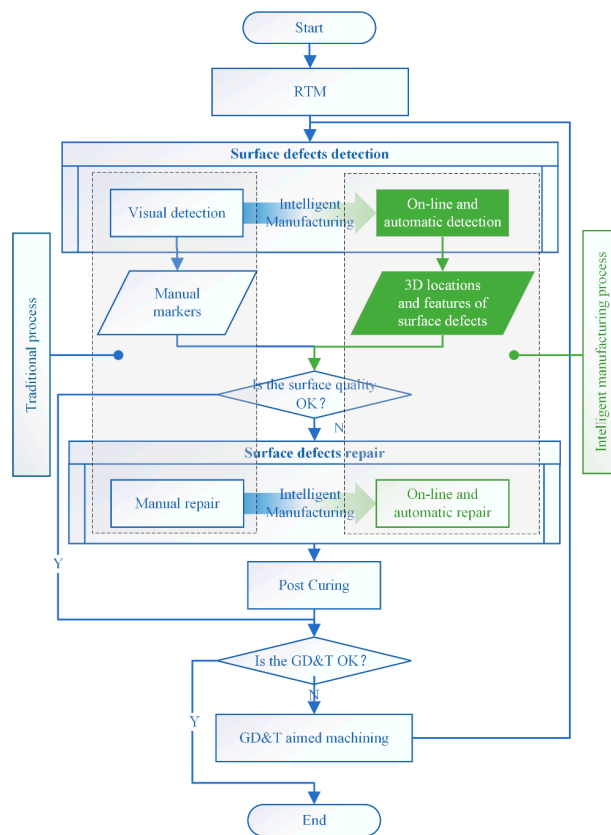 Start
RTM
Surface defects detection
Visual detection
Intelligent
Manufacturing
On-line and
automatic detection
Manual
markers
3D locations
and features of
surface defects
Traditional process
Intelligent manufacturing process
Is the surface quality
OK?
N
Surface defects repair
Manual repair
Intelligent
Manufacturing
On-line and
automatic repair
Y
Post Curing
Is the GD&T OK?
N
Y
GD&T aimed machining
End